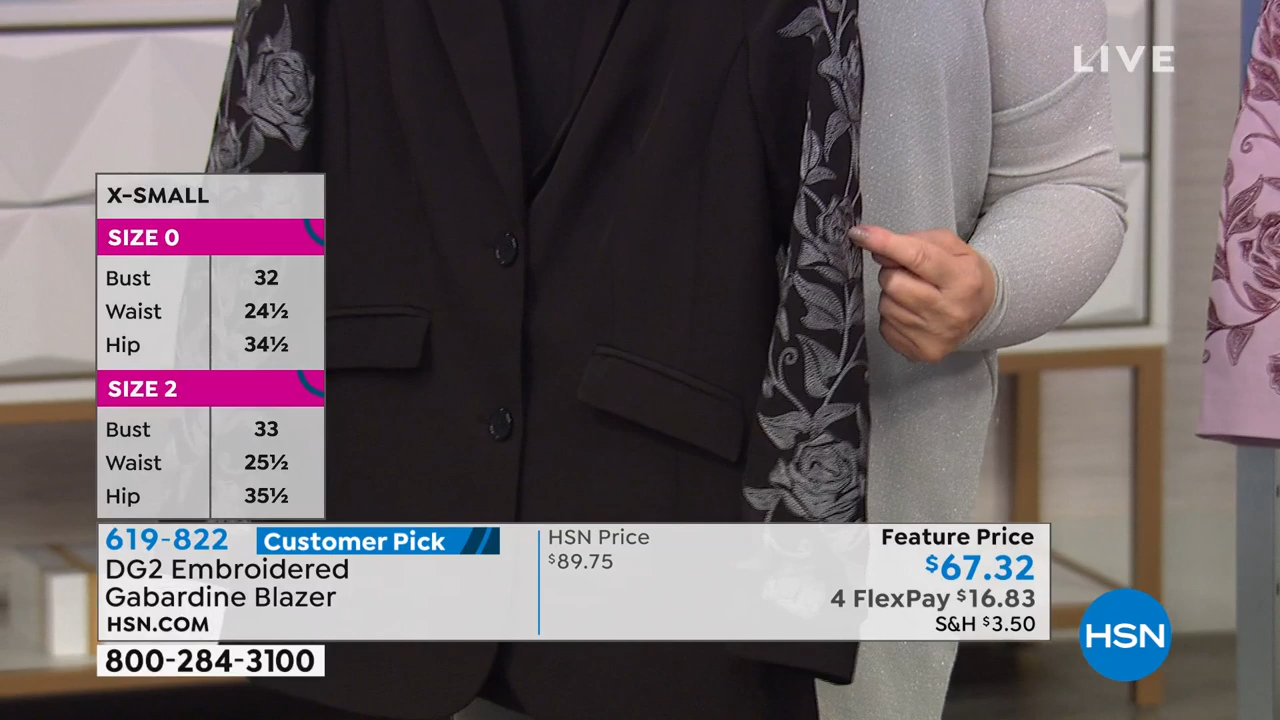 LIVE
X-SMALL
SIZE 0
Bust 32
Waist 24½
Hip 34½
SIZE 2
Bust 33
Waist 25½
Hip 35½
619-822 Customer Pick
DG2 Embroidered
Gabardine Blazer
HSN.COM
HSN Price
$89.75
Feature Price
$67.32
4 FlexPay $16.83
S&H $3.50
800-284-3100
HSN